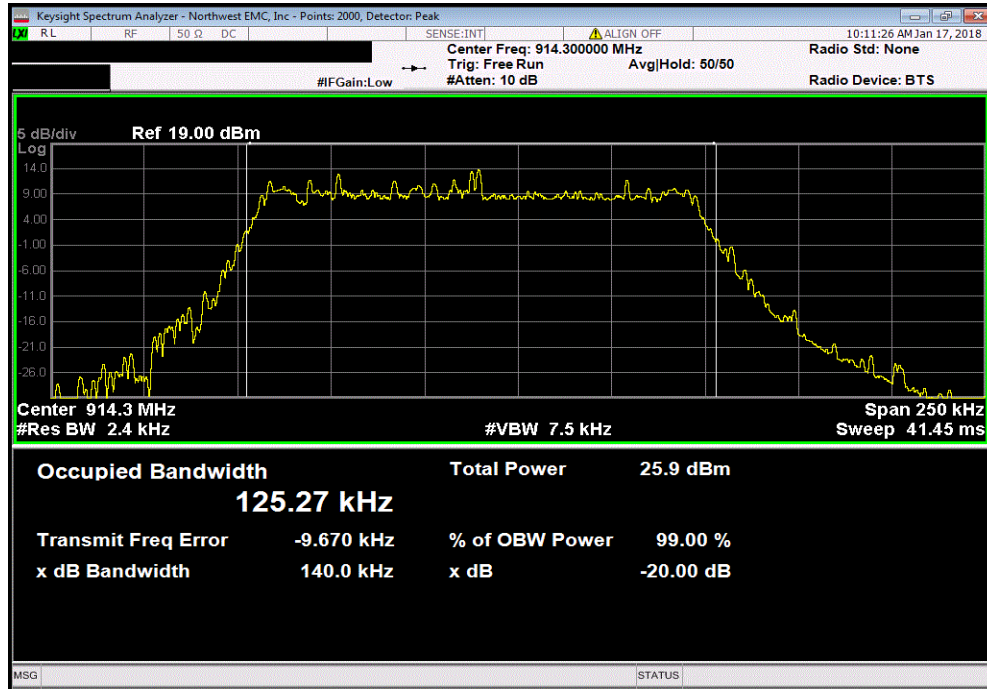 Keysight Spectrum Analyzer - Northwest EMC, Inc - Points: 2000, Detector: Peak
LXI RL RF 50 Ω DC SENSE:INT ALIGN OFF 10:11:26 AM Jan 17, 2018
Center Freq: 914.300000 MHz Radio Std: None
Trig: Free Run Avg|Hold: 50/50
#IFGain:Low #Atten: 10 dB Radio Device: BTS
5 dB/div Ref 19.00 dBm
Log
14.0
9.00
4.00
-1.00
-6.00
-11.0
-16.0
-21.0
-26.0
Center 914.3 MHz Span 250 kHz
#Res BW 2.4 kHz #VBW 7.5 kHz Sweep 41.45 ms
Occupied Bandwidth Total Power 25.9 dBm
125.27 kHz
Transmit Freq Error -9.670 kHz % of OBW Power 99.00 %
x dB Bandwidth 140.0 kHz x dB -20.00 dB
MSG STATUS